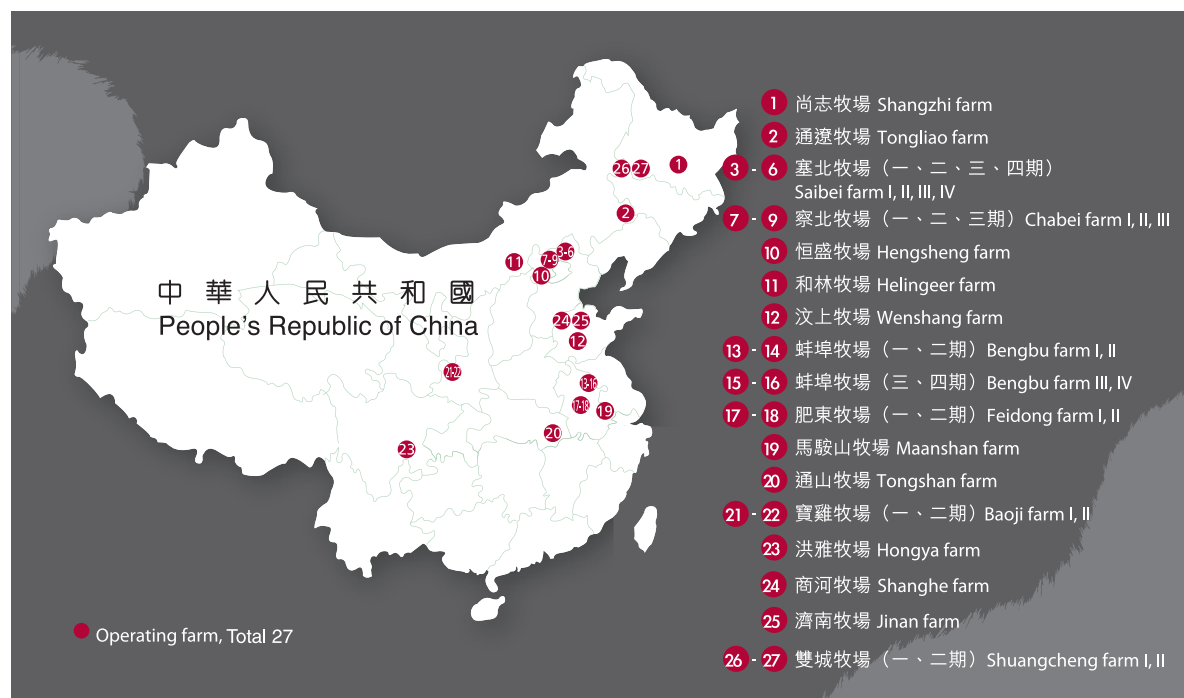 26 27 1
2
3-6
7-9
11
10
中華人民共和國
People's Republic of China
24 25
12
21-22
13-16
17-18
19
20
23
1 尚志牧場 Shangzhi farm
2 通遼牧場 Tongliao farm
3 - 6 塞北牧場（一、二、三、四期）
Saibei farm I, II, III, IV
7 - 9 察北牧場（一、二、三期）Chabei farm I, II, III
10 恒盛牧場 Hengsheng farm
11 和林牧場 Helingeer farm
12 汶上牧場 Wenshang farm
13 - 14 蚌埠牧場（一、二期）Bengbu farm I, II
15 - 16 蚌埠牧場（三、四期）Bengbu farm III, IV
17 - 18 肥東牧場（一、二期）Feidong farm I, II
19 馬鞍山牧場 Maanshan farm
20 通山牧場 Tongshan farm
21 - 22 寶雞牧場（一、二期）Baoji farm I, II
23 洪雅牧場 Hongya farm
24 商河牧場 Shanghe farm
25 濟南牧場 Jinan farm
26 - 27 雙城牧場（一、二期）Shuangcheng farm I, II
Operating farm, Total 27